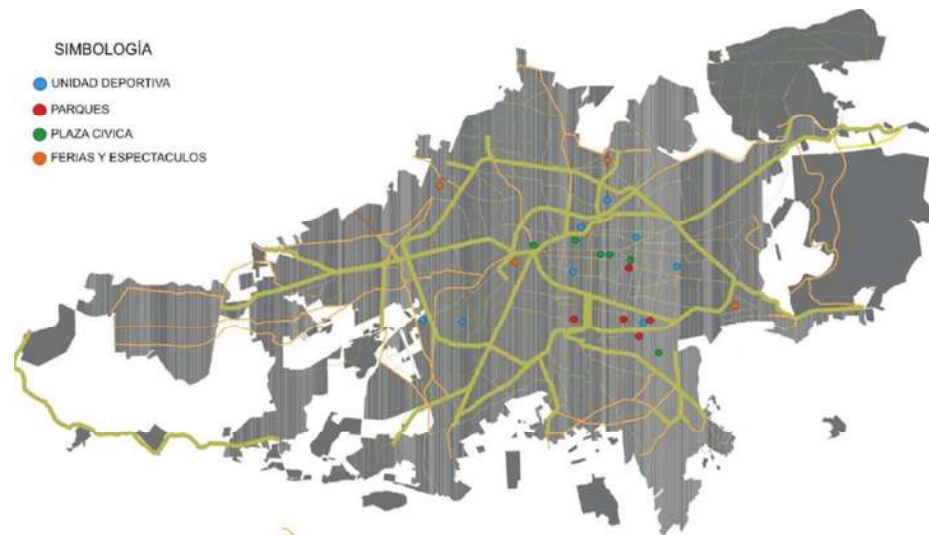 SIMBOLOGÍA
UNIDAD DEPORTIVA
PARQUES
PLAZA CIVICA
FERIAS Y ESPECTACULOS